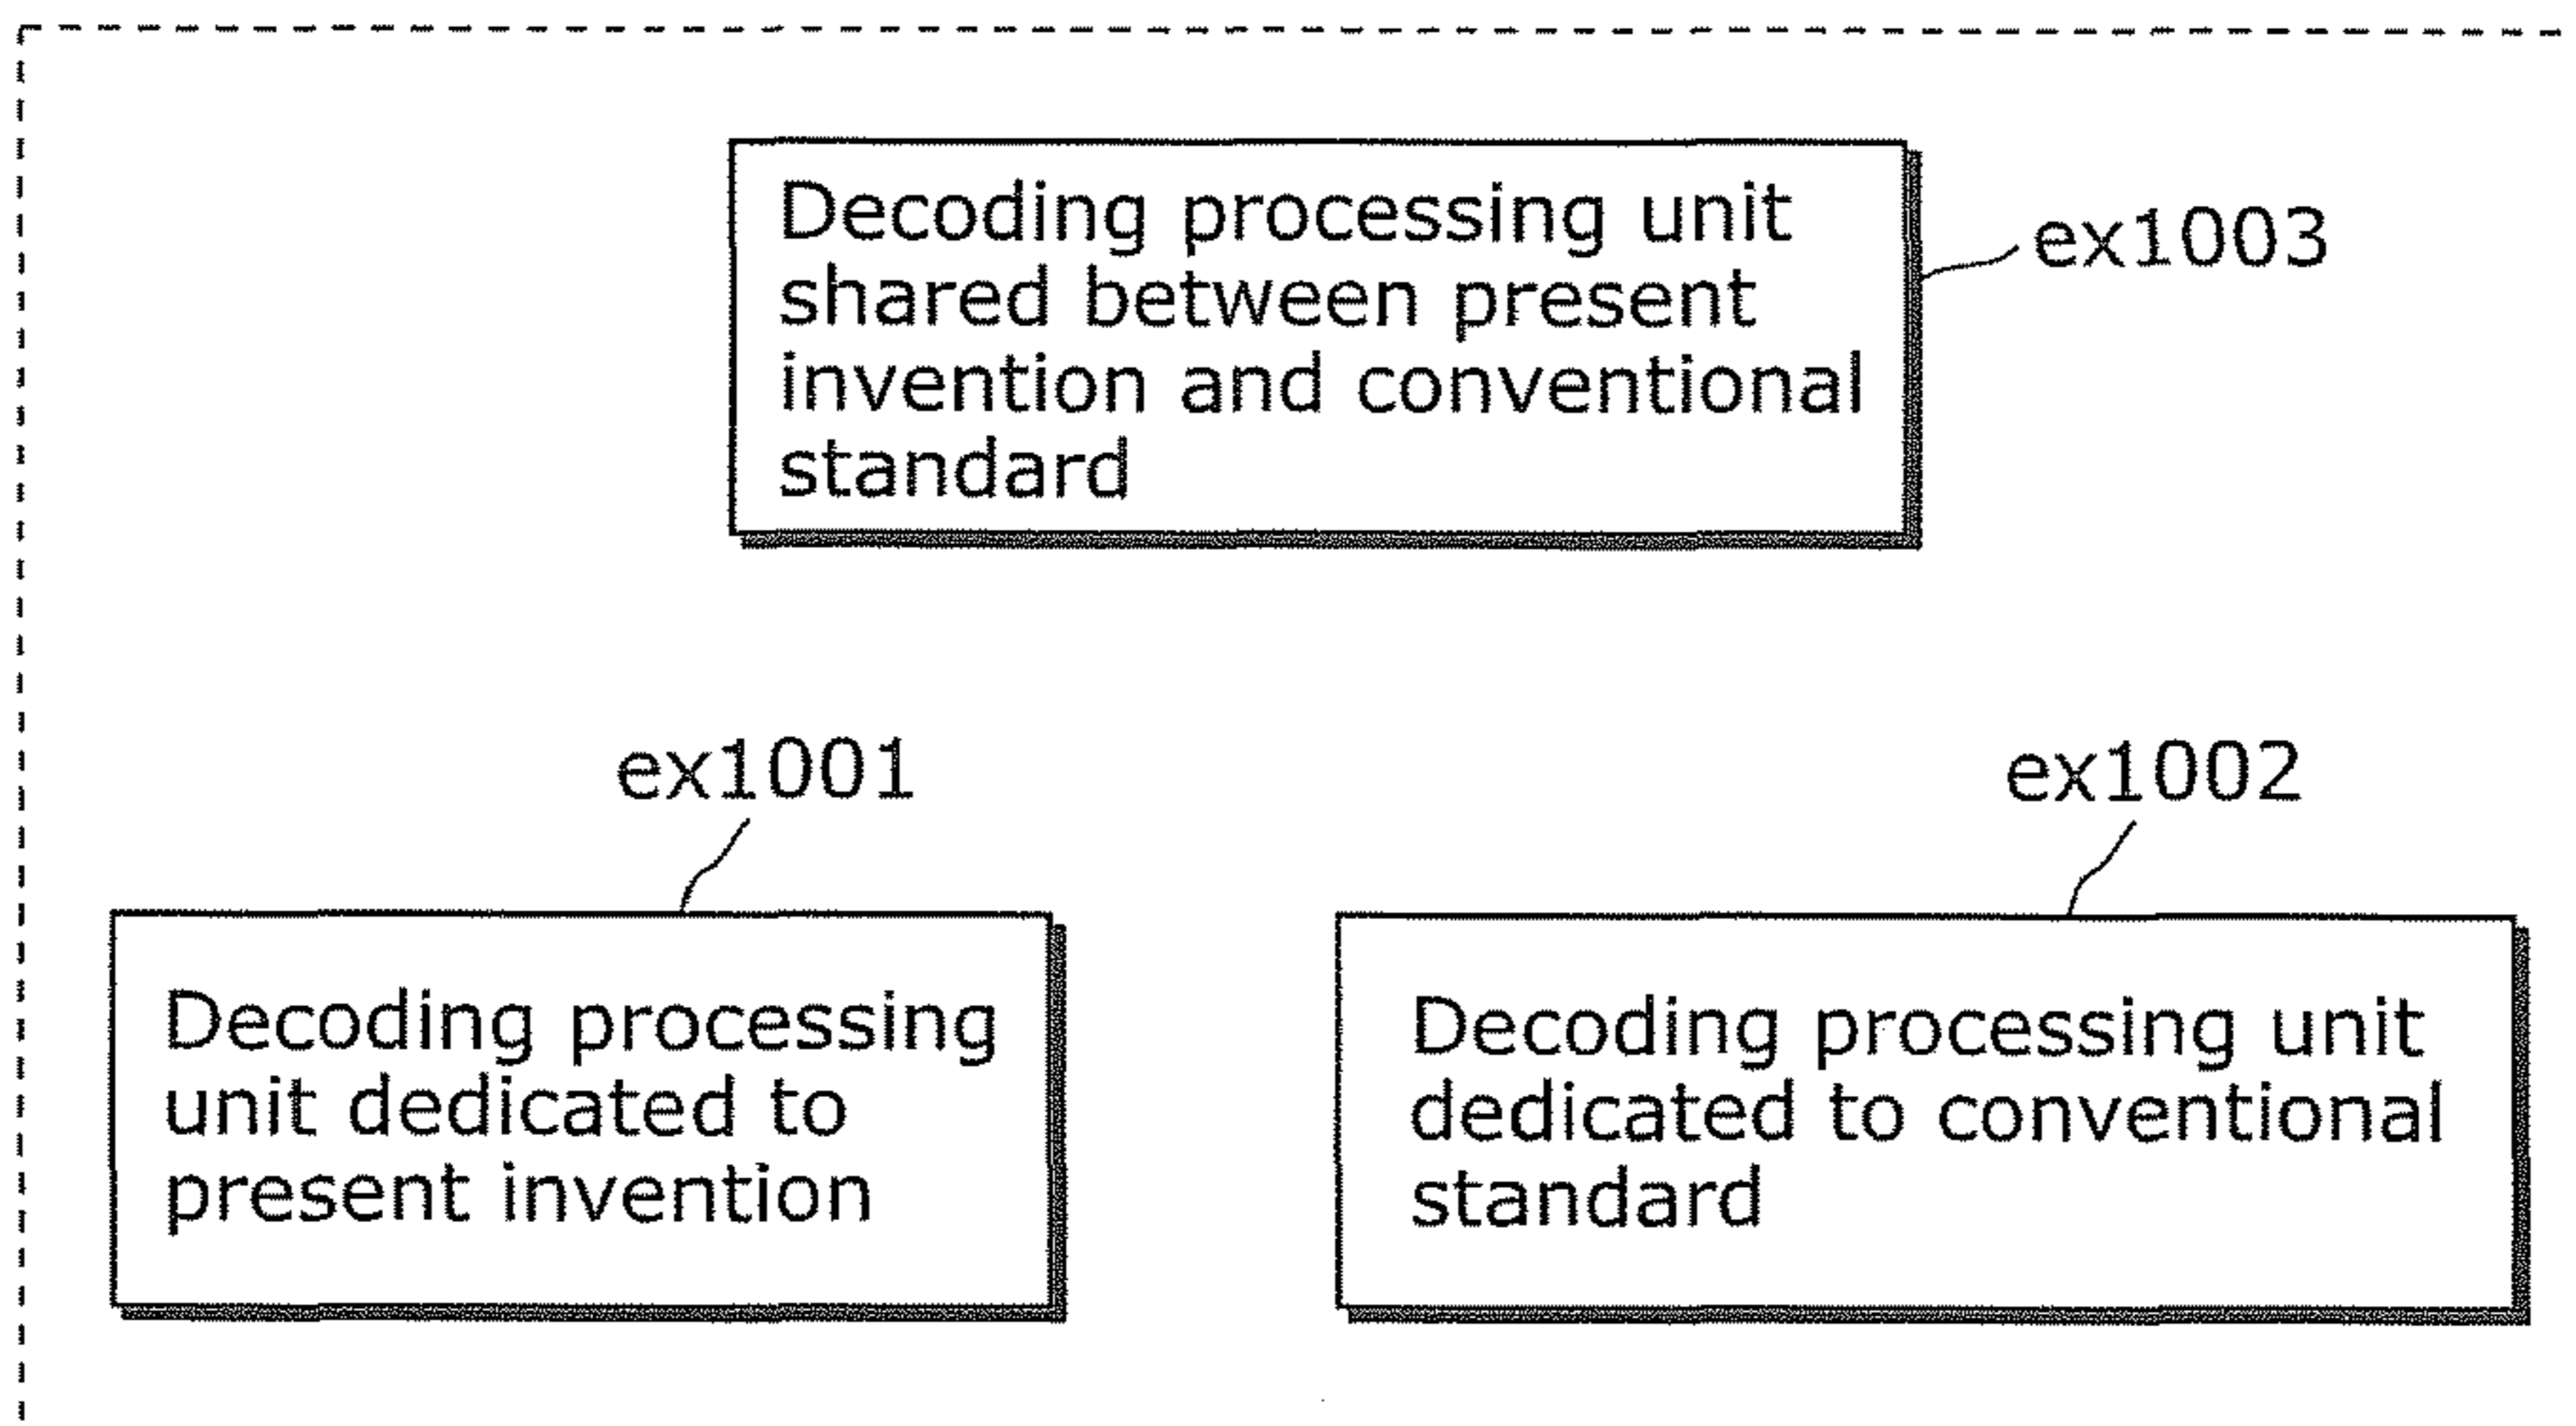 Decoding processing unit
shared between present
invention and conventional
standard
ex1003
ex1001
ex1002
Decoding processing
unit dedicated to
present invention
Decoding processing unit
dedicated to conventional
standard